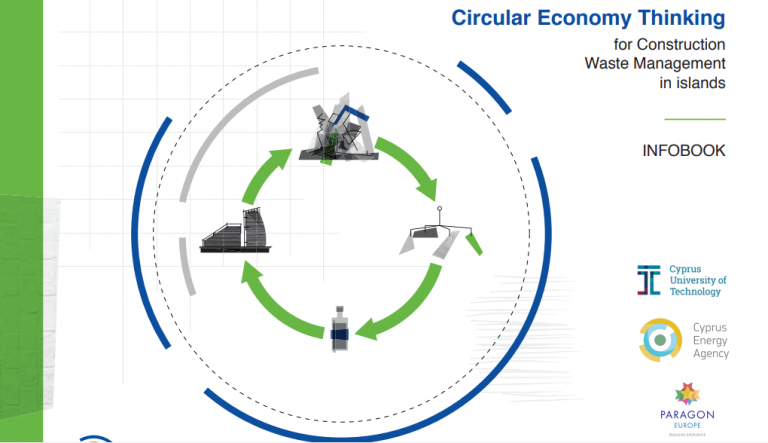 Circular Economy Thinking
for Construction
Waste Management
in islands
INFOBOOK
Cyprus
University of
Technology
Cyprus
Energy
Agency
PARAGON
EUROPE